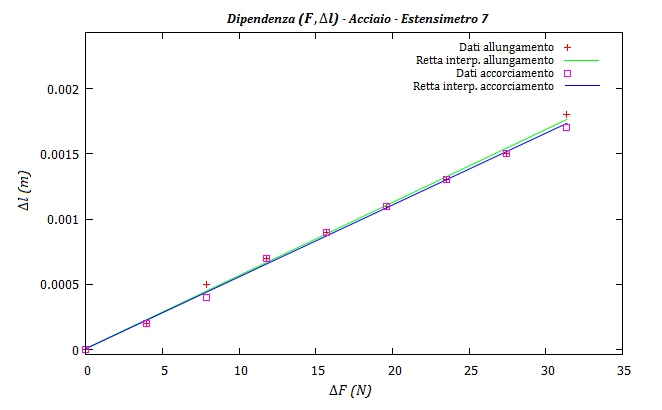 Dipendenza (F, Δl) - Acciaio - Estensimetro 7
Dati allungamento
Retta interp. allungamento
Dati accorciamento
Retta interp. accorciamento
0.002
0.0015
0.001
0.0005
0
Δl (m)
0 5 10 15 20 25 30 35
ΔF (N)